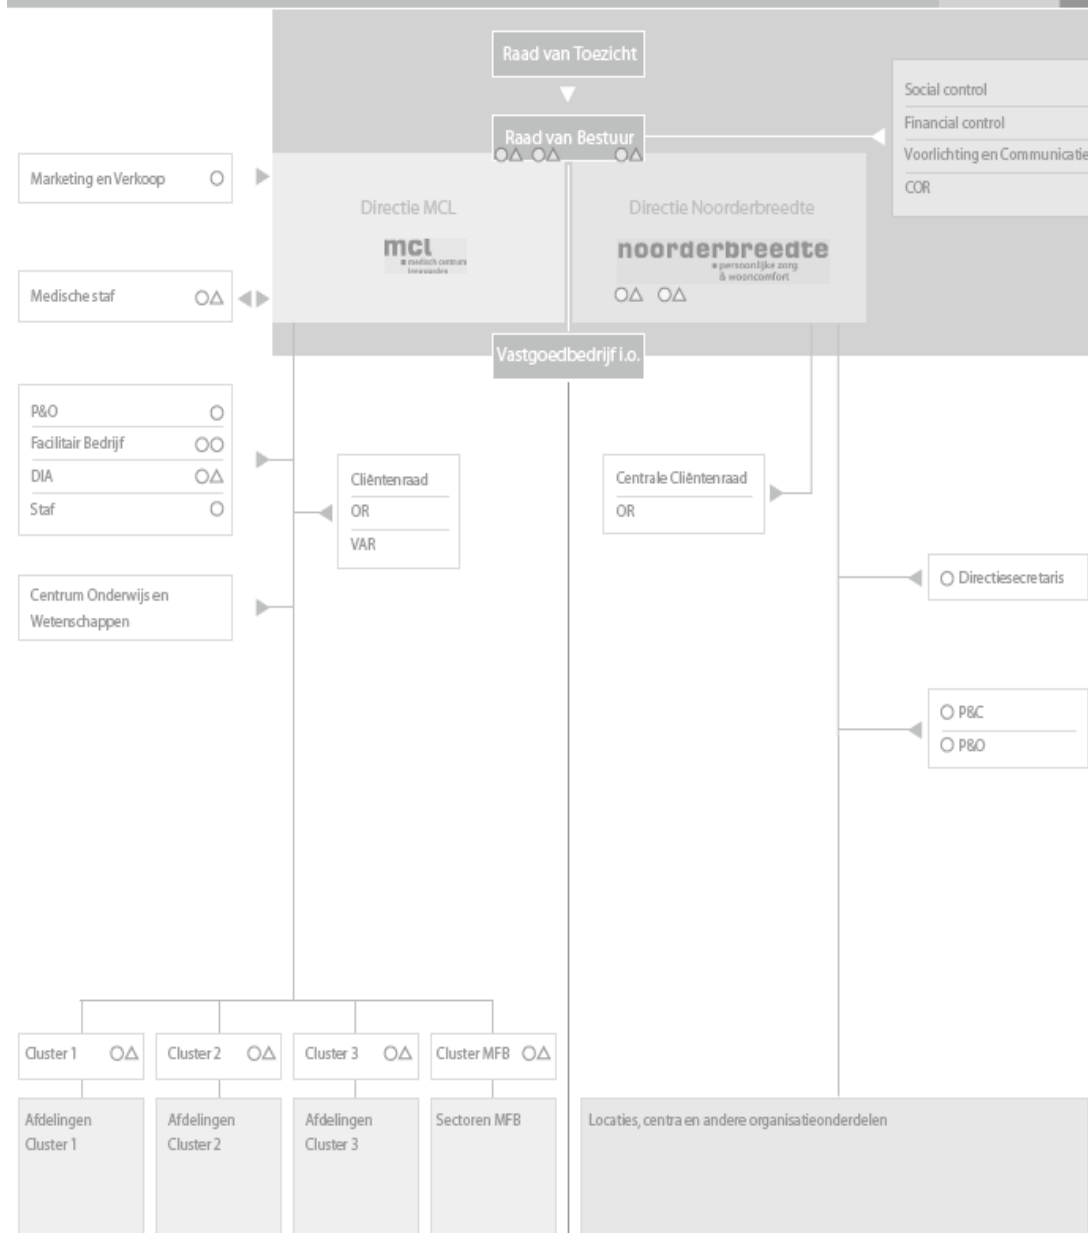 Raad van Toezicht
Raad van Bestuur
Social control
Financial control
Voorlichting en Communicatie
COR
Marketing en Verkoop
Directie MCL
mcl
medisch centrum
leeuwarden
Directie Noorderbreedte
noorderbreedte
persoonlijke zorg
& wooncomfort
Medische staf
Vastgoedbedrijf i.o.
P&O
Facilitair Bedrijf
DIA
Staf
Cliëntenraad
OR
VAR
Centrale Cliëntenraad
OR
Centrum Onderwijs en
Wetenschappen
Directiesecretaris
P&C
P&O
Cluster 1
Cluster 2
Cluster 3
Cluster MFB
Afdelingen
Cluster 1
Afdelingen
Cluster 2
Afdelingen
Cluster 3
Sectoren MFB
Locaties, centra en andere organisatieonderdelen